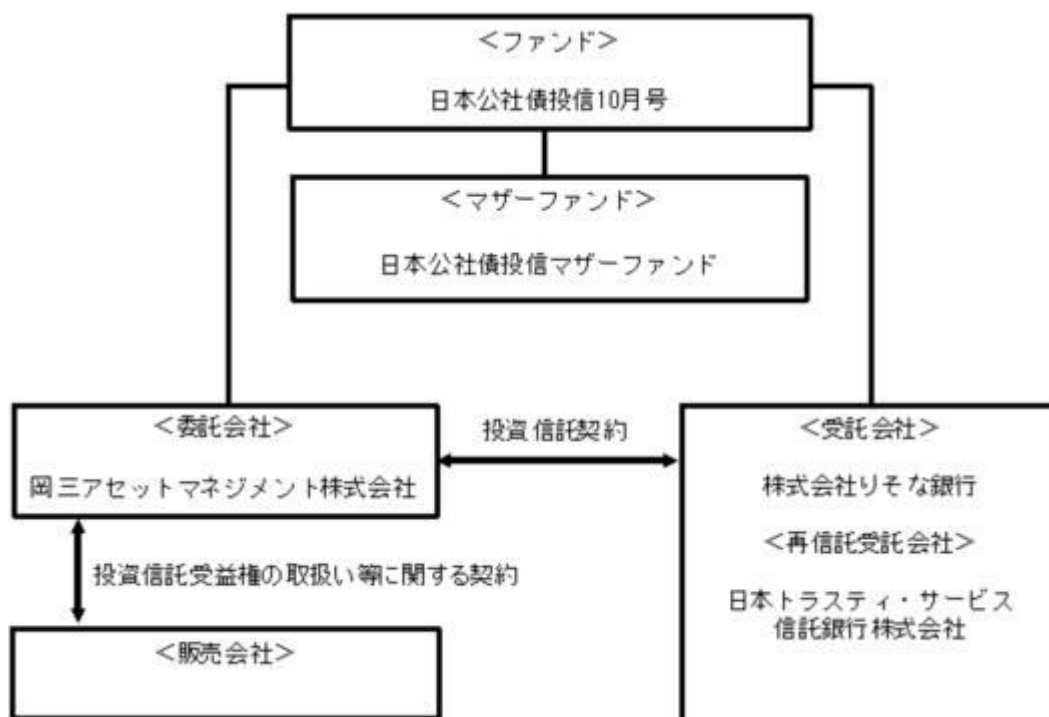 ＜ファンド＞
日本公社債投信10月号
＜マザーファンド＞
日本公社債投信マザーファンド
＜委託会社＞
岡三アセットマネジメント株式会社
投資信託契約
＜受託会社＞
株式会社りそな銀行
＜再信託受託会社＞
日本トラスティ・サービス
信託銀行株式会社
投資信託受益権の取扱い等に関する契約
＜販売会社＞